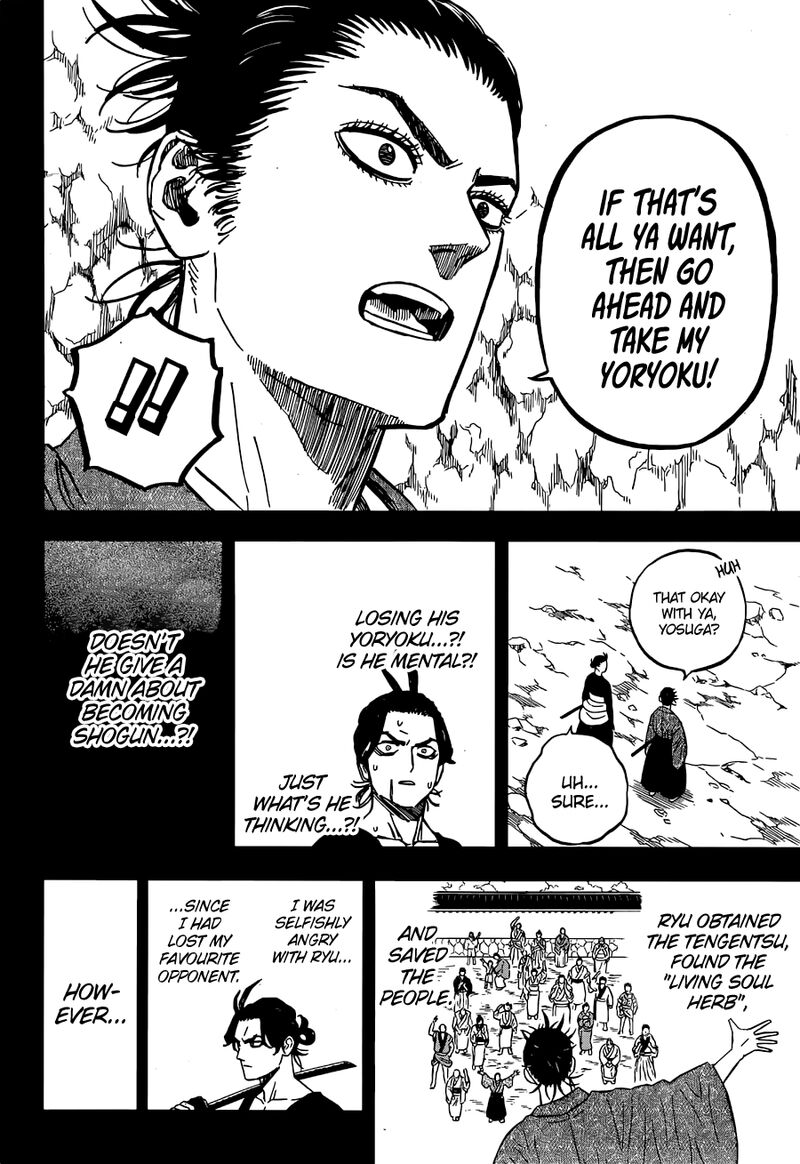 IF THAT'S
ALL YA WANT,
THEN GO
AHEAD AND
TAKE MY
YORYOKU!
!!
HUH
THAT OKAY
WITH YA,
YOSUGA?
UH...
SURE...
LOSING HIS
YORYOKU...?!
IS HE MENTAL?!
JUST
WHAT'S HE
THINKING...?!
DOESN'T
HE GIVE A
DAMN ABOUT
BECOMING
SHOGUN...?!
RYU OBTAINED
THE TENGENTSU,
FOUND THE
"LIVING SOUL
HERB",
AND
SAVED
THE
PEOPLE.
I WAS
SELFISHLY
ANGRY
WITH RYU...
...SINCE
I HAD
LOST MY
FAVOURITE
OPPONENT.
HOW-
EVER...